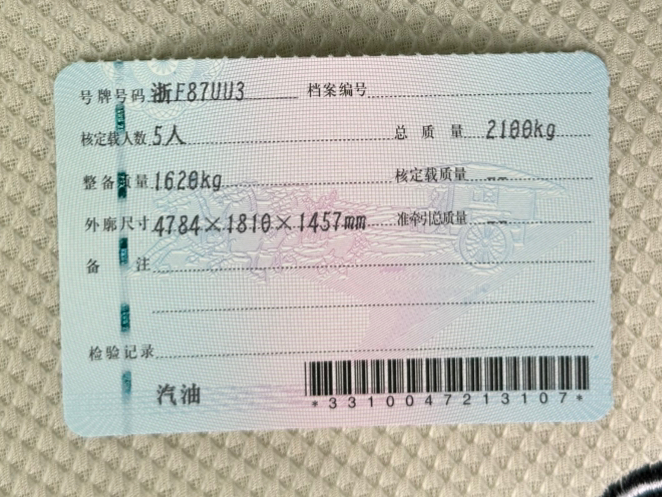 号牌号码 浙F87UU3 档案编号
核定载人数 5人 总质量 2100kg
整备质量 1620kg 核定载质量 --
外廓尺寸 4784×1810×1457mm 准牵引总质量 --
备注
检验记录
汽油
*3310047213107*